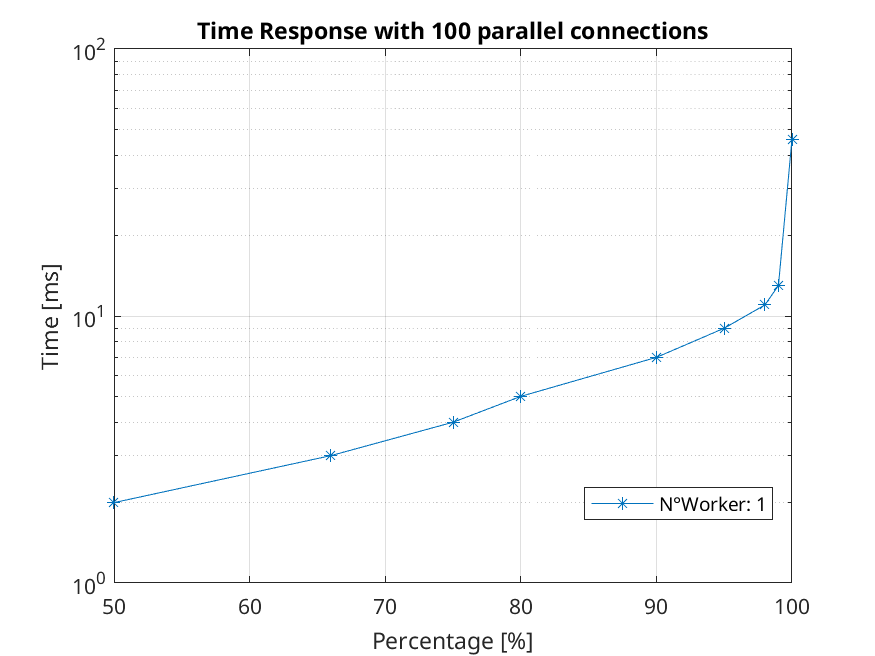 Time Response with 100 parallel connections
10^2
10^1
10^0
Time [ms]
N°Worker: 1
50 60 70 80 90 100
Percentage [%]